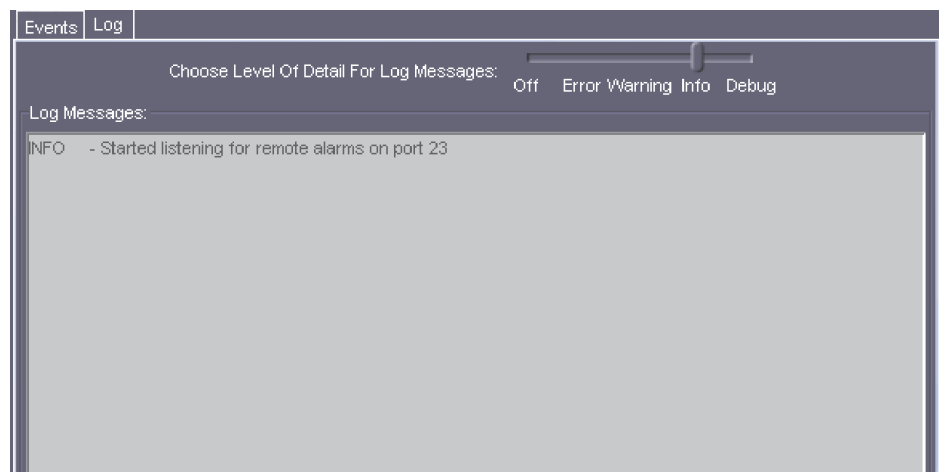 Events Log
Choose Level Of Detail For Log Messages:
Off Error Warning Info Debug
Log Messages:
INFO - Started listening for remote alarms on port 23